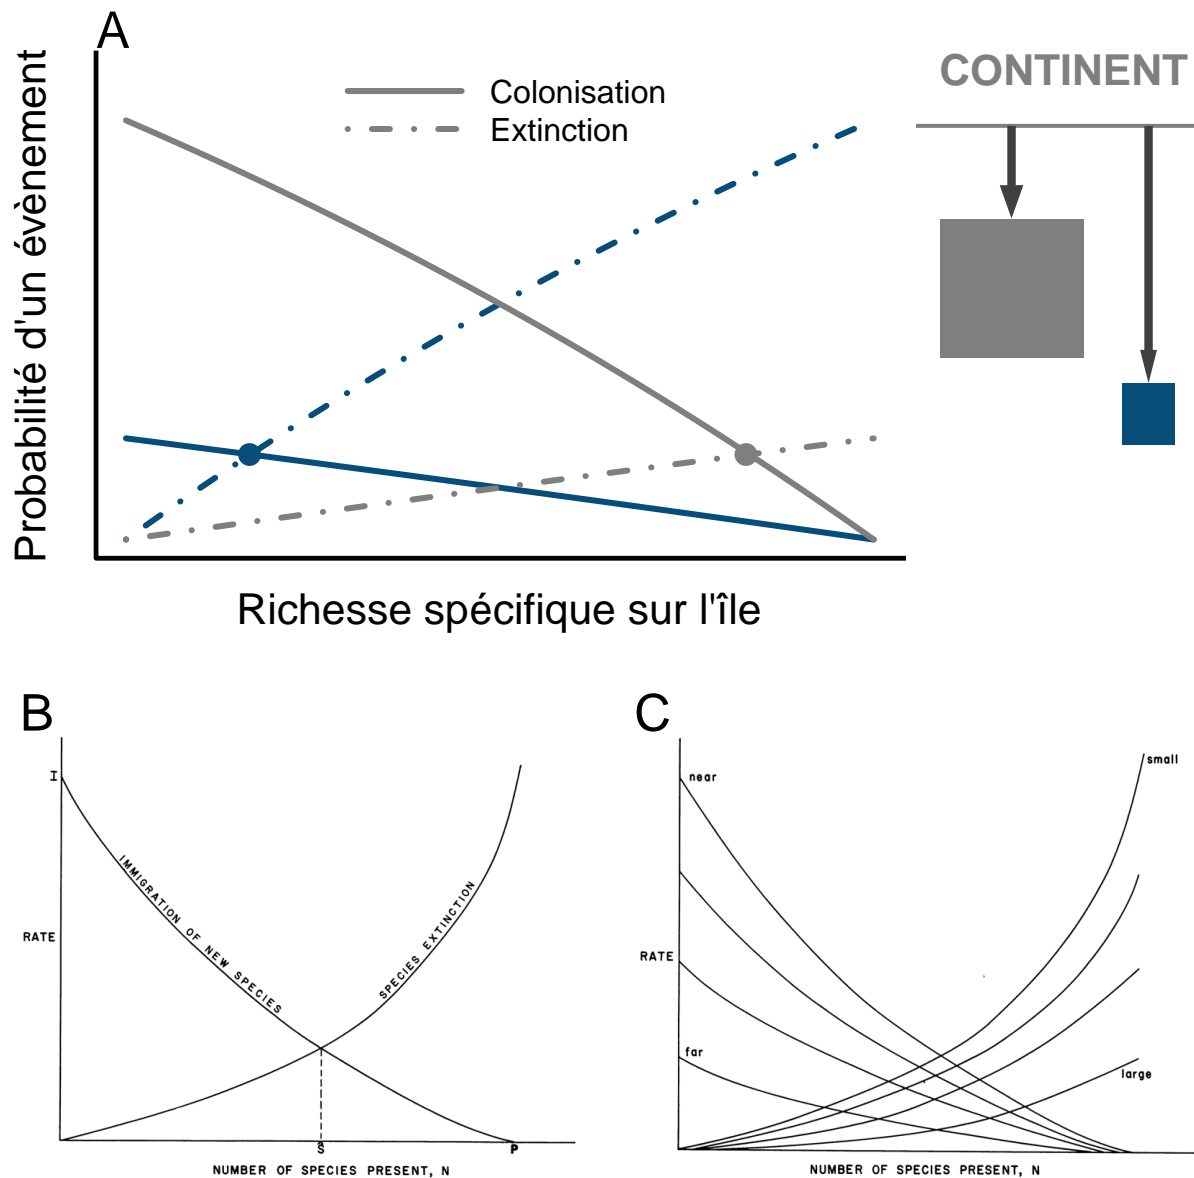 A
CONTINENT
Colonisation
Extinction
Probabilité d'un évènement
Richesse spécifique sur l'île
B
I
IMMIGRATION OF NEW SPECIES
SPECIES EXTINCTION
RATE
Ŝ
P
NUMBER OF SPECIES PRESENT, N
C
near
small
RATE
far
large
NUMBER OF SPECIES PRESENT, N